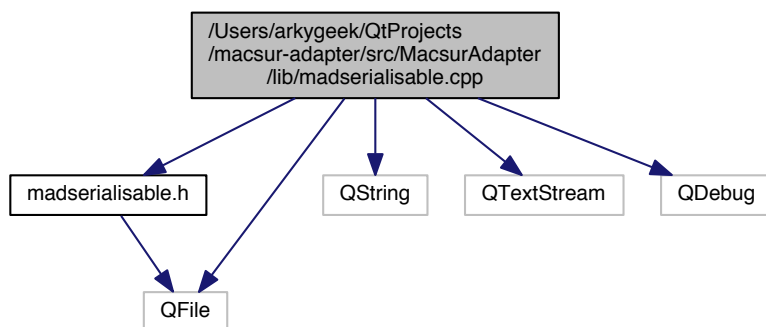 /Users/arkygeek/QtProjects
/macsur-adapter/src/MacsurAdapter
/lib/madserialisable.cpp
madserialisable.h
QString
QTextStream
QDebug
QFile